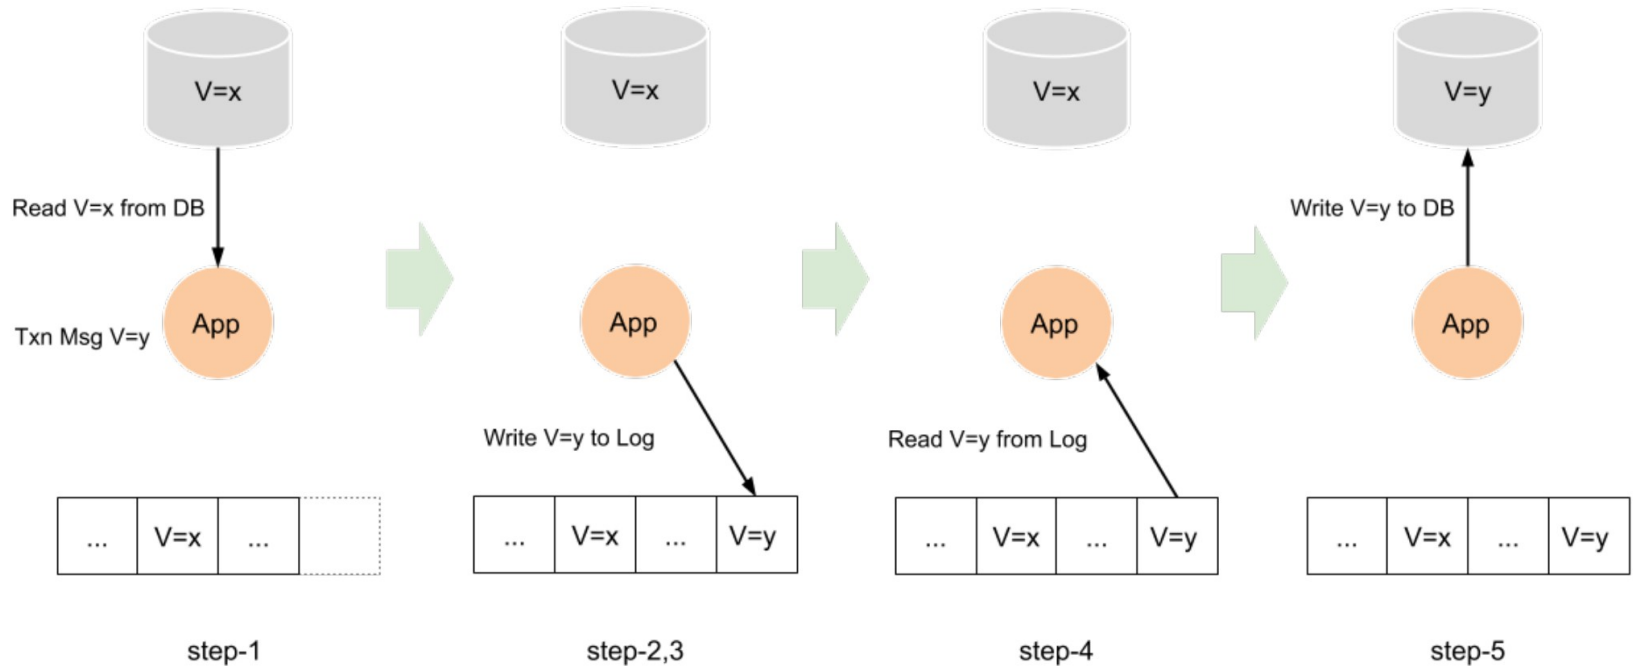 V=x
V=x
V=x
V=y
Read V=x from DB
Write V=y to DB
Txn Msg V=y
App
App
App
App
Write V=y to Log
Read V=y from Log
... V=x ...
... V=x ... V=y
... V=x ... V=y
... V=x ... V=y
step-1
step-2,3
step-4
step-5